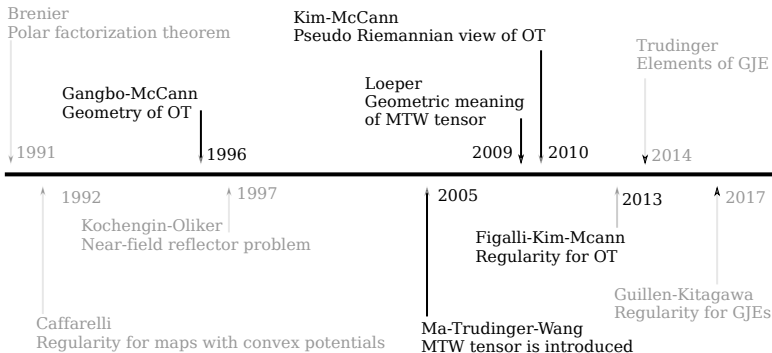 Brenier
Polar factorization theorem
Kim-McCann
Pseudo Riemannian view of OT
Trudinger
Elements of GJE
Gangbo-McCann
Geometry of OT
Loeper
Geometric meaning
of MTW tensor
1991
1996
2009
2010
2014
1992
1997
2005
2013
2017
Kochengin-Oliker
Near-field reflector problem
Figalli-Kim-Mcann
Regularity for OT
Guillen-Kitagawa
Regularity for GJEs
Caffarelli
Regularity for maps with convex potentials
Ma-Trudinger-Wang
MTW tensor is introduced